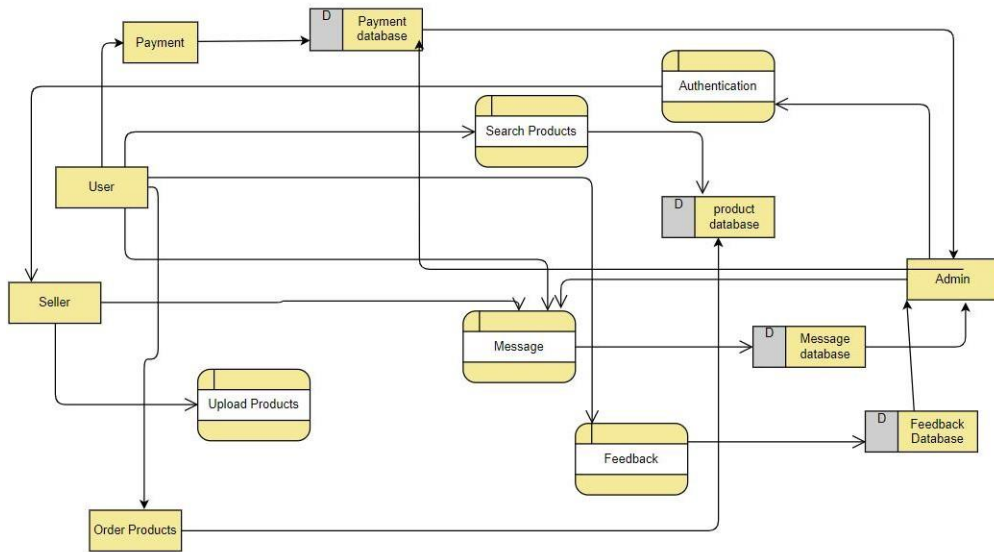 D
Payment
database
Payment
Authentication
Search Products
User
D
product
database
Admin
Seller
D
Message
database
Message
Upload Products
D
Feedback
Database
Feedback
Order Products